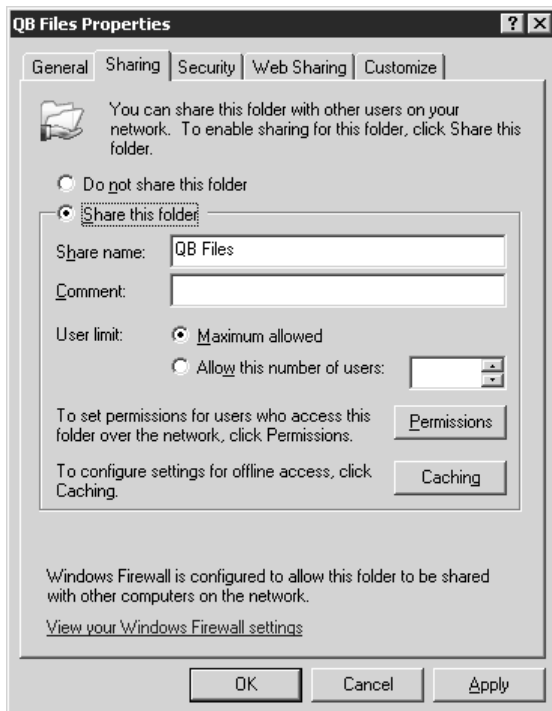 QB Files Properties
General Sharing Security Web Sharing Customize
You can share this folder with other users on your
network. To enable sharing for this folder, click Share this
folder.
Do not share this folder
Share this folder
Share name: QB Files
Comment:
User limit: Maximum allowed
Allow this number of users:
To set permissions for users who access this
folder over the network, click Permissions.
Permissions
To configure settings for offline access, click
Caching.
Caching
Windows Firewall is configured to allow this folder to be shared
with other computers on the network.
View your Windows Firewall settings
OK Cancel Apply